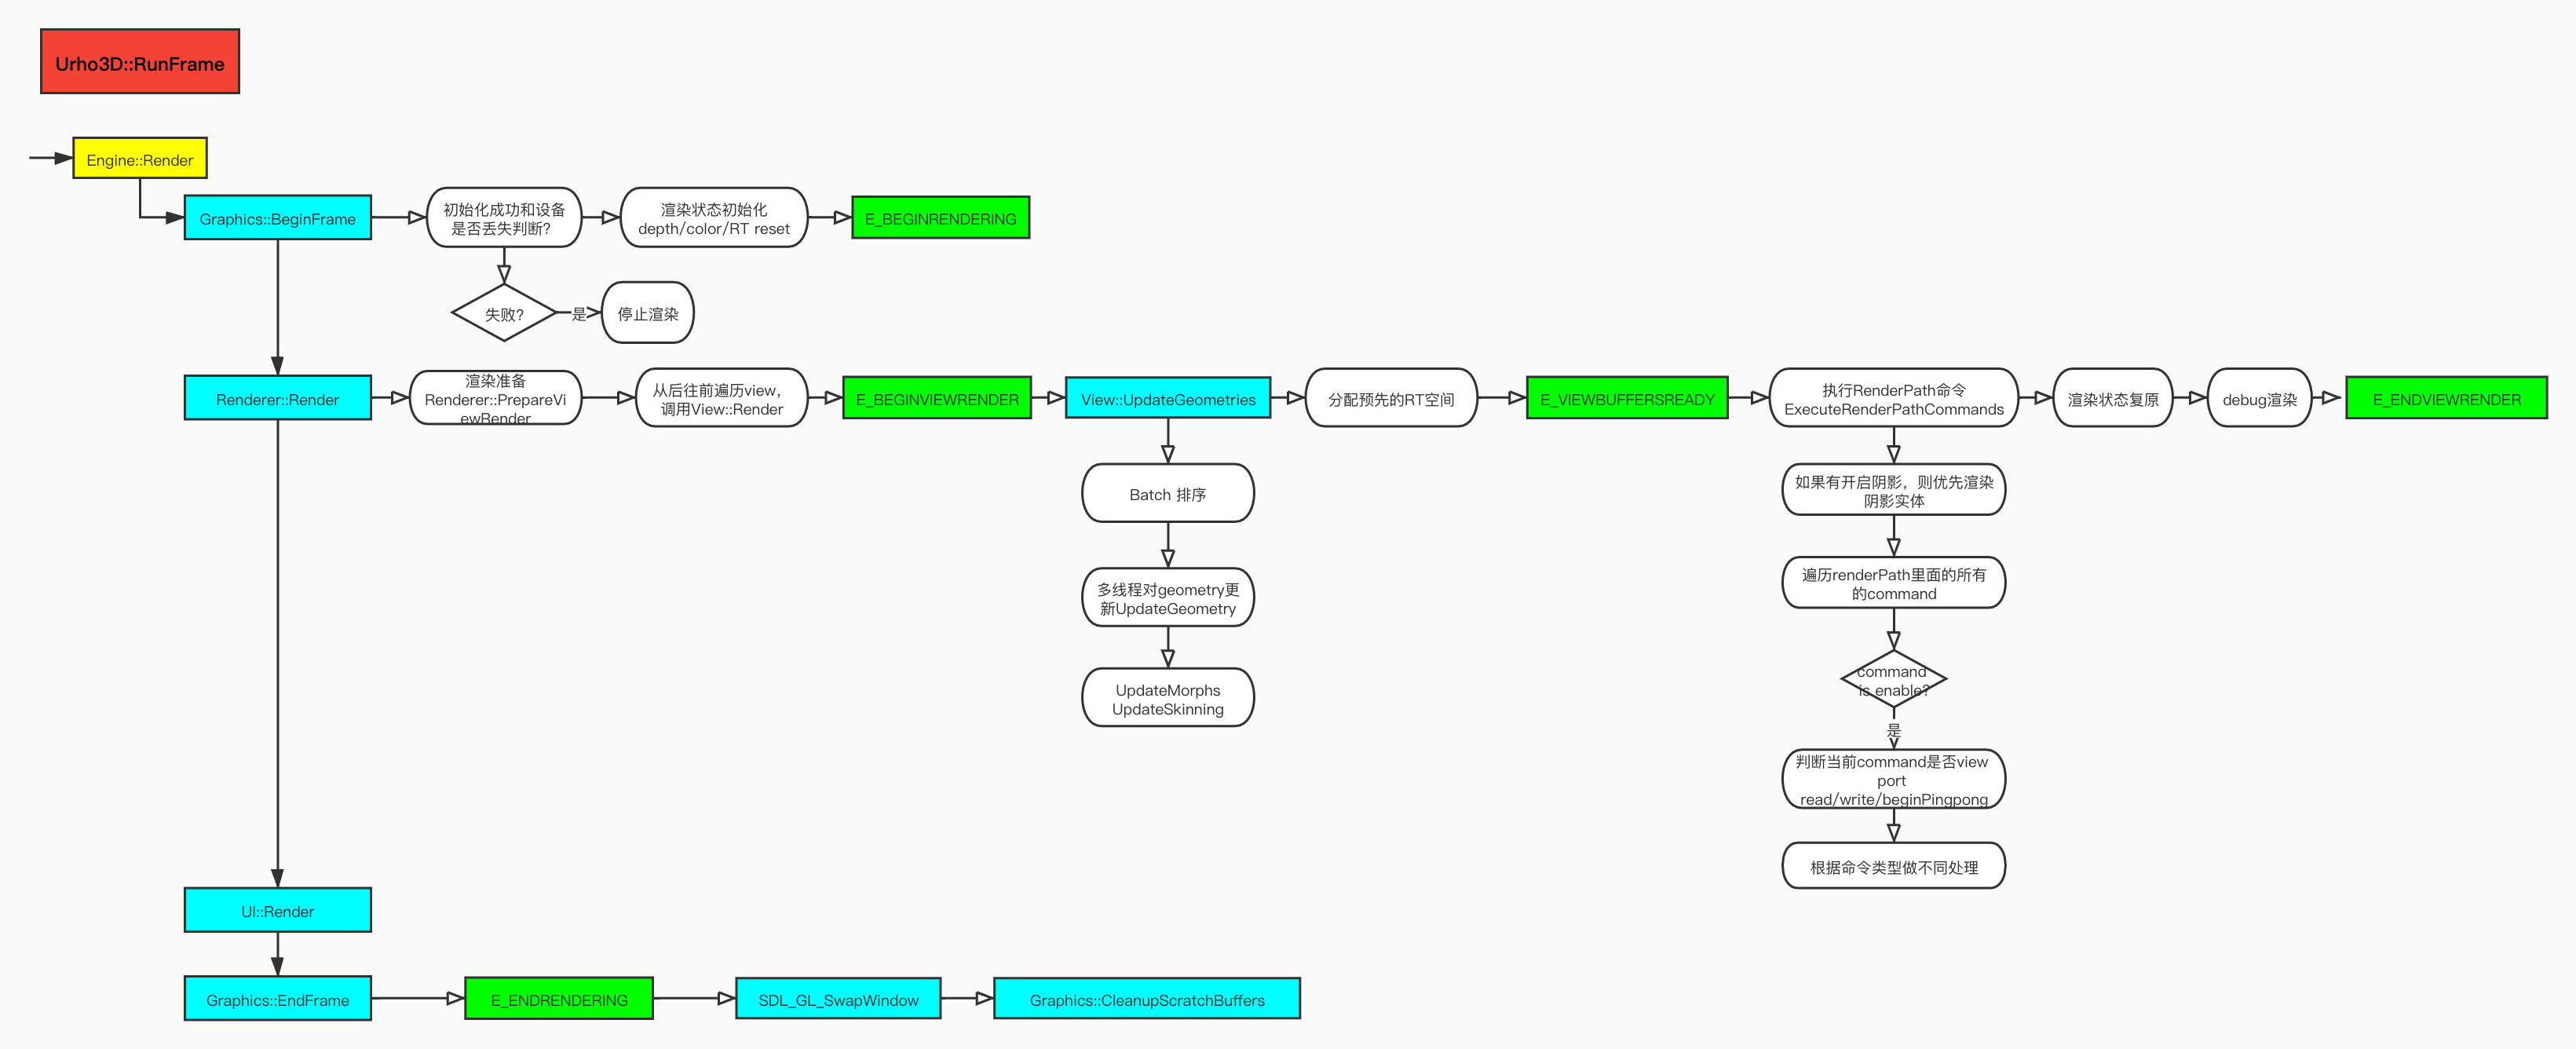 Urho3D::RunFrame
Engine::Render
Graphics::BeginFrame
初始化成功和设备
是否丢失判断?
渲染状态初始化
depth/color/RT reset
E_BEGINRENDERING
失败?
是
停止渲染
Renderer::Render
渲染准备
Renderer::PrepareVi
ewRender
从后往前遍历view，
调用View::Render
E_BEGINVIEWRENDER
View::UpdateGeometries
分配预先的RT空间
E_VIEWBUFFERSREADY
执行RenderPath命令
ExecuteRenderPathCommands
渲染状态复原
debug渲染
E_ENDVIEWRENDER
Batch 排序
多线程对geometry更
新UpdateGeometry
UpdateMorphs
UpdateSkinning
如果有开启阴影，则优先渲染
阴影实体
遍历renderPath里面的所有
的command
command
is enable?
是
判断当前command是否view
port
read/write/beginPingpong
根据命令类型做不同处理
UI::Render
Graphics::EndFrame
E_ENDRENDERING
SDL_GL_SwapWindow
Graphics::CleanupScratchBuffers